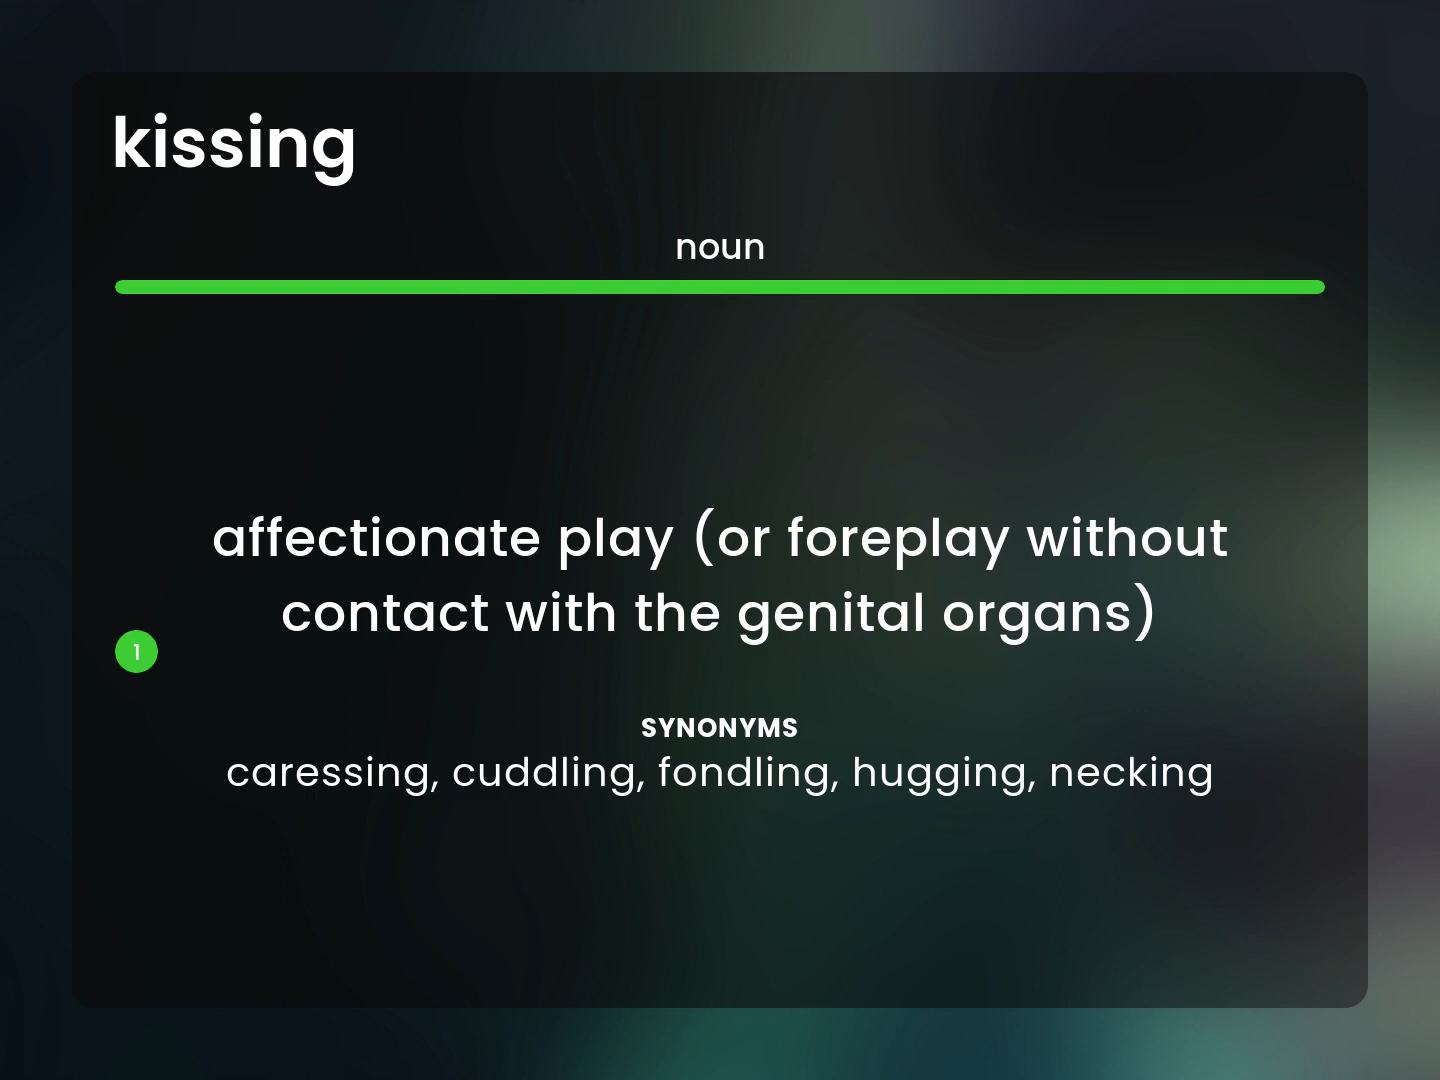 kissing
noun
affectionate play (or foreplay without
contact with the genital organs)
1
SYNONYMS
caressing, cuddling, fondling, hugging, necking